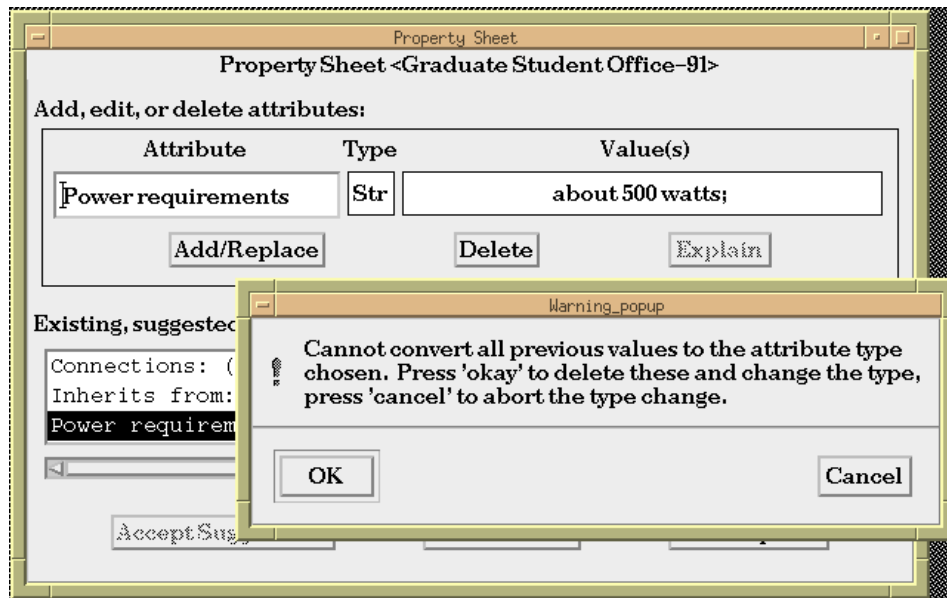 Property Sheet
Property Sheet <Graduate Student Office-91>
Add, edit, or delete attributes:
Attribute Type Value(s)
Power requirements Str about 500 watts;
Add/Replace Delete Explain
Existing, suggested
Connections: (
Inherits from:
Power requirem
Warning_popup
Cannot convert all previous values to the attribute type
chosen. Press 'okay' to delete these and change the type,
press 'cancel' to abort the type change.
OK Cancel
Accept Sugg